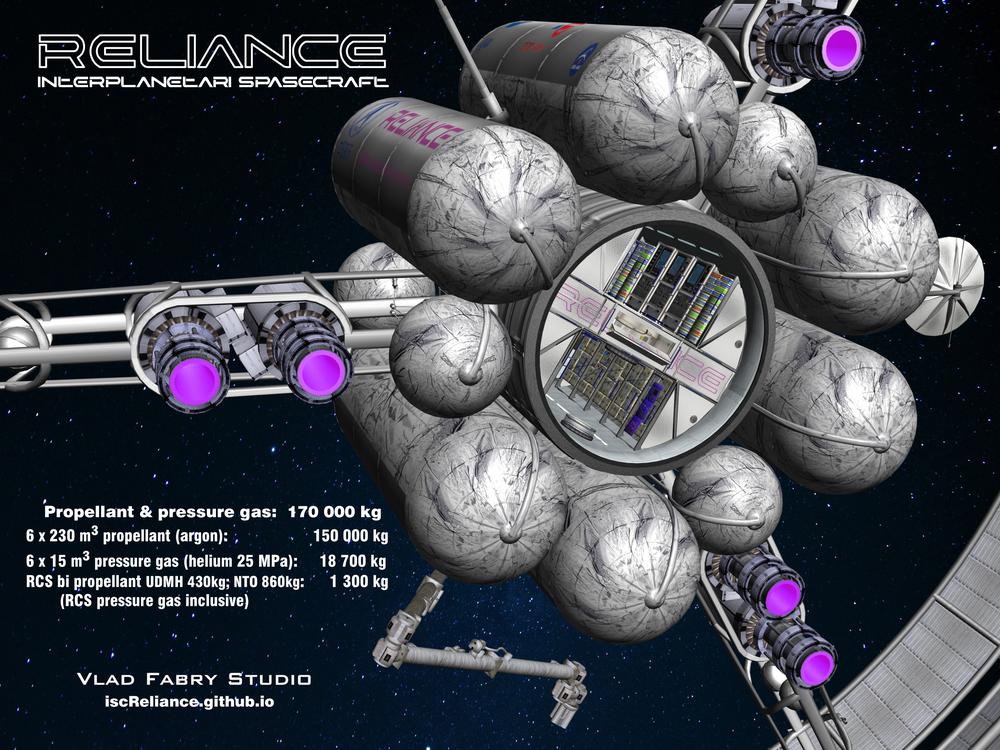 RELIANCE
INTERPLANETARI SPASECRAFT
RELIANCE
Propellant & pressure gas: 170 000 kg
6 x 230 m3 propellant (argon): 150 000 kg
6 x 15 m3 pressure gas (helium 25 MPa): 18 700 kg
RCS bi propellant UDMH 430kg; NTO 860kg: 1 300 kg
(RCS pressure gas inclusive)
VLAD FABRY STUDIO
iscReliance.github.io